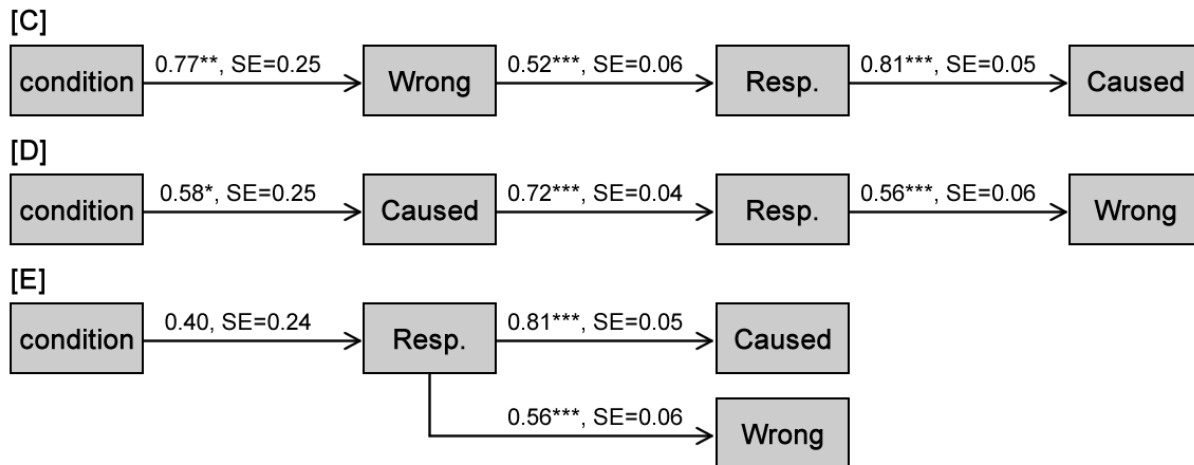 [C]
condition 0.77**, SE=0.25 Wrong 0.52***, SE=0.06 Resp. 0.81***, SE=0.05 Caused
[D]
condition 0.58*, SE=0.25 Caused 0.72***, SE=0.04 Resp. 0.56***, SE=0.06 Wrong
[E]
condition 0.40, SE=0.24 Resp. 0.81***, SE=0.05 Caused
0.56***, SE=0.06 Wrong